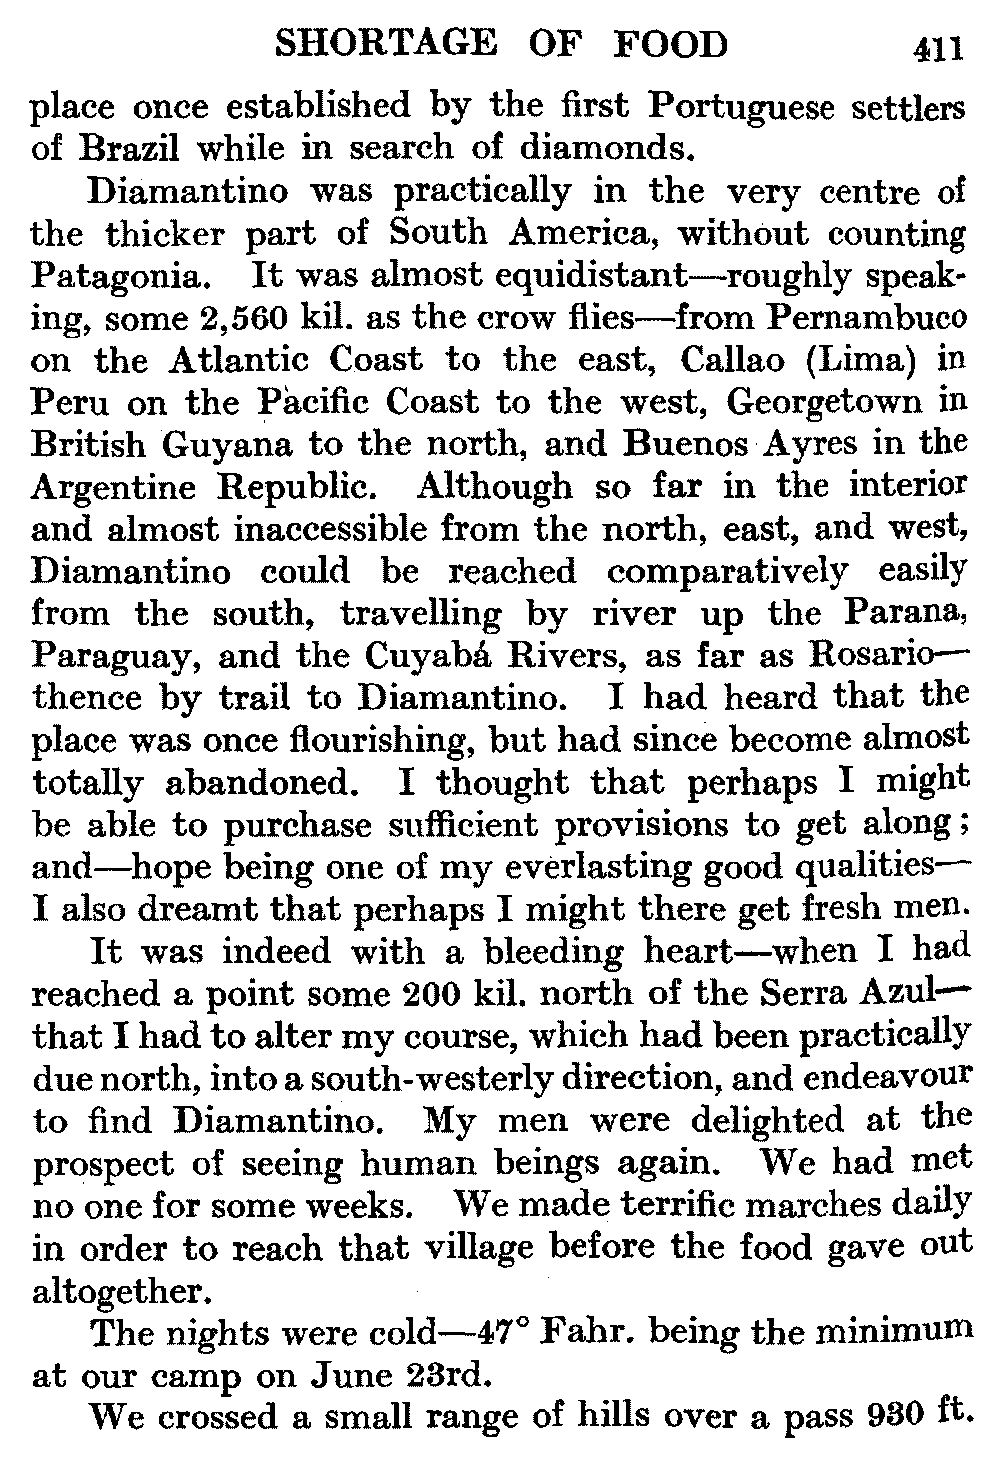 SHORTAGE OF FOOD 411
place once established by the first Portuguese settlers
of Brazil while in search of diamonds.
Diamantino was practically in the very centre of
the thicker part of South America, without counting
Patagonia. It was almost equidistant—roughly speak-
ing, some 2,560 kil. as the crow flies—from Pernambuco
on the Atlantic Coast to the east, Callao (Lima) in
Peru on the Pacific Coast to the west, Georgetown in
British Guyana to the north, and Buenos Ayres in the
Argentine Republic. Although so far in the interior
and almost inaccessible from the north, east, and west,
Diamantino could be reached comparatively easily
from the south, travelling by river up the Parana,
Paraguay, and the Cuyabá Rivers, as far as Rosario—
thence by trail to Diamantino. I had heard that the
place was once flourishing, but had since become almost
totally abandoned. I thought that perhaps I might
be able to purchase sufficient provisions to get along;
and—hope being one of my everlasting good qualities—
I also dreamt that perhaps I might there get fresh men.
It was indeed with a bleeding heart—when I had
reached a point some 200 kil. north of the Serra Azul—
that I had to alter my course, which had been practically
due north, into a south-westerly direction, and endeavour
to find Diamantino. My men were delighted at the
prospect of seeing human beings again. We had met
no one for some weeks. We made terrific marches daily
in order to reach that village before the food gave out
altogether.
The nights were cold—47° Fahr. being the minimum
at our camp on June 23rd.
We crossed a small range of hills over a pass 930 ft.